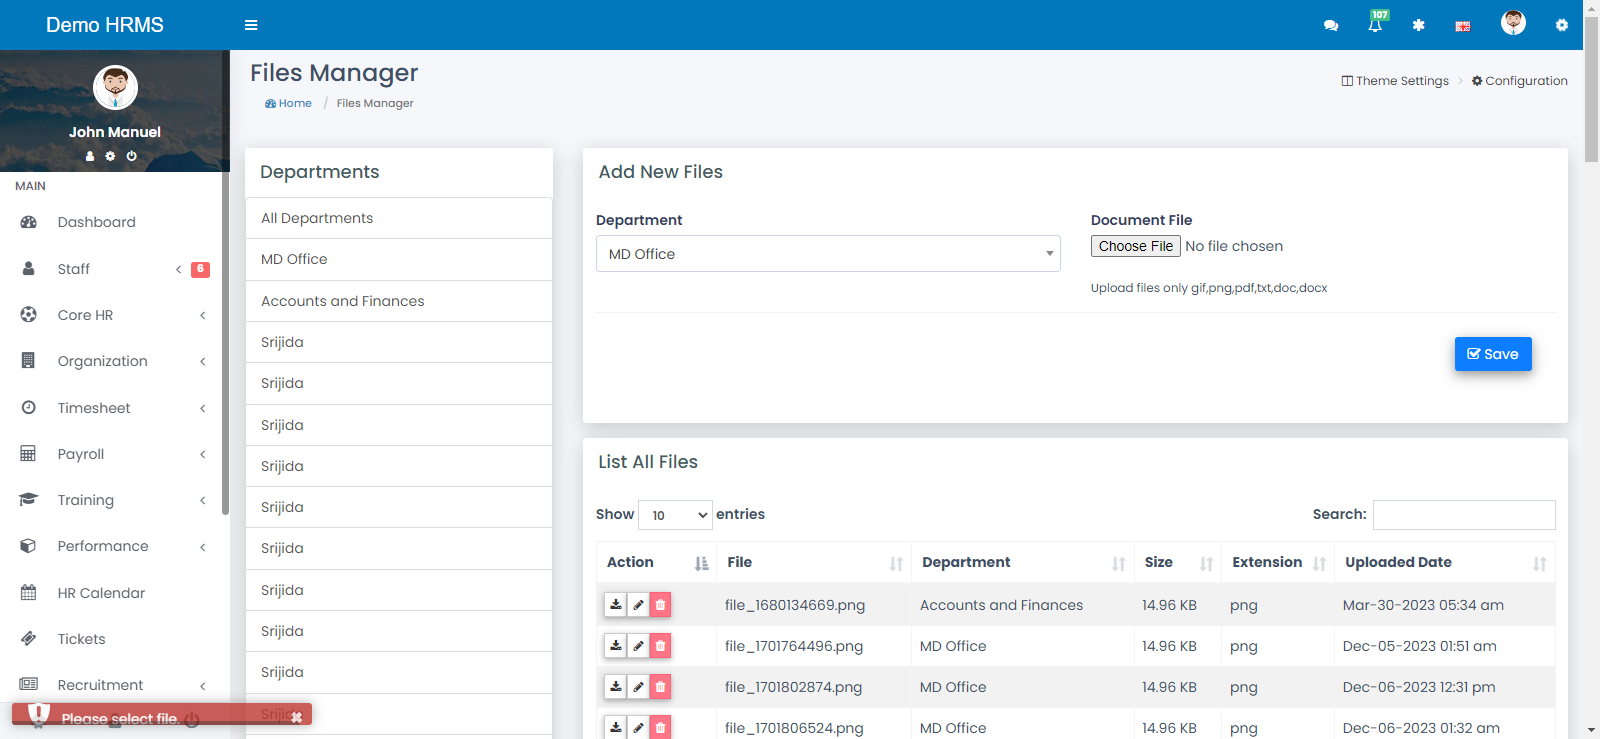 Demo HRMS
107
John Manuel
MAIN
Dashboard
Staff
6
Core HR
Organization
Timesheet
Payroll
Training
Performance
HR Calendar
Tickets
Recruitment
Please select file.
Files Manager
Home / Files Manager
Theme Settings > Configuration
Departments
All Departments
MD Office
Accounts and Finances
Srijida
Srijida
Srijida
Srijida
Srijida
Srijida
Srijida
Srijida
Srijida
Srijida
Add New Files
Department
MD Office
Document File
Choose File No file chosen
Upload files only gif,png,pdf,txt,doc,docx
Save
List All Files
Show 10 entries
Search:
Action File Department Size Extension Uploaded Date
file_1680134669.png Accounts and Finances 14.96 KB png Mar-30-2023 05:34 am
file_1701764496.png MD Office 14.96 KB png Dec-05-2023 01:51 am
file_1701802874.png MD Office 14.96 KB png Dec-06-2023 12:31 pm
file_1701806524.png MD Office 14.96 KB png Dec-06-2023 01:32 am